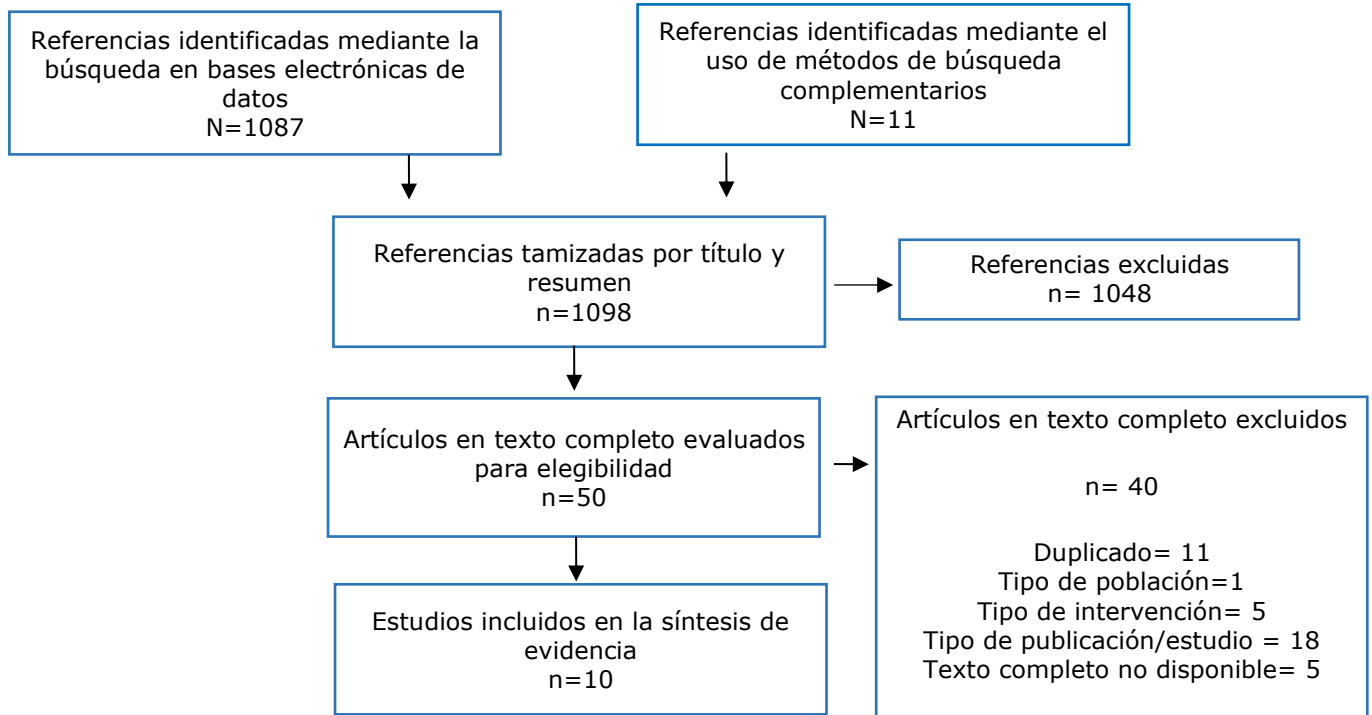 Referencias identificadas mediante la
búsqueda en bases electrónicas de
datos
N=1087
Referencias identificadas mediante el
uso de métodos de búsqueda
complementarios
N=11
Referencias tamizadas por título y
resumen
n=1098
Referencias excluidas
n= 1048
Artículos en texto completo evaluados
para elegibilidad
n=50
Artículos en texto completo excluidos
n= 40
Duplicado= 11
Tipo de población=1
Tipo de intervención= 5
Tipo de publicación/estudio = 18
Texto completo no disponible= 5
Estudios incluidos en la síntesis de
evidencia
n=10